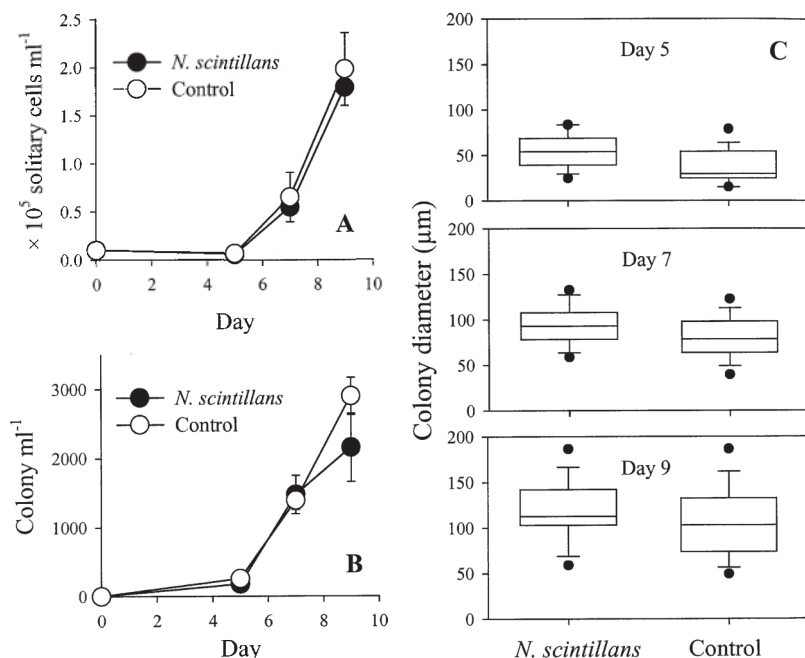 2.5
2.0
1.5
1.0
0.5
0.0
× 10⁵ solitary cells ml⁻¹
N. scintillans
Control
A
0 2 4 6 8 10
Day
3000
2000
1000
0
Colony ml⁻¹
N. scintillans
Control
B
0 2 4 6 8 10
Day
Colony diameter (µm)
200
150
100
50
0
Day 5
C
200
150
100
50
0
Day 7
200
150
100
50
0
Day 9
N. scintillans Control